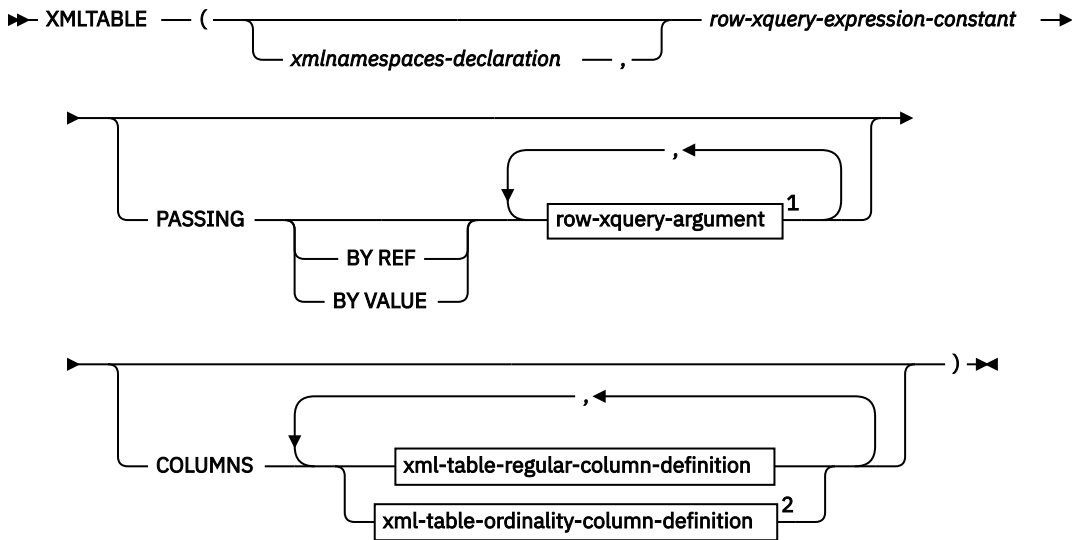 XMLTABLE ( row-xquery-expression-constant
xmlnamespaces-declaration ,
,
PASSING row-xquery-argument 1
BY REF
BY VALUE
)
,
COLUMNS xml-table-regular-column-definition
xml-table-ordinality-column-definition 2